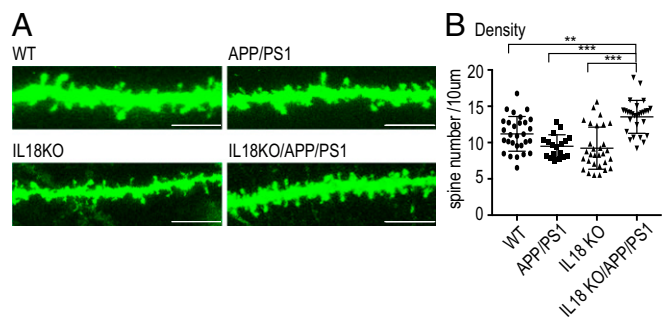 A
WT
APP/PS1
IL18KO
IL18KO/APP/PS1
B Density
**
***
***
spine number /10um
20
15
10
5
0
WT
APP/PS1
IL18 KO
IL18 KO/APP/PS1